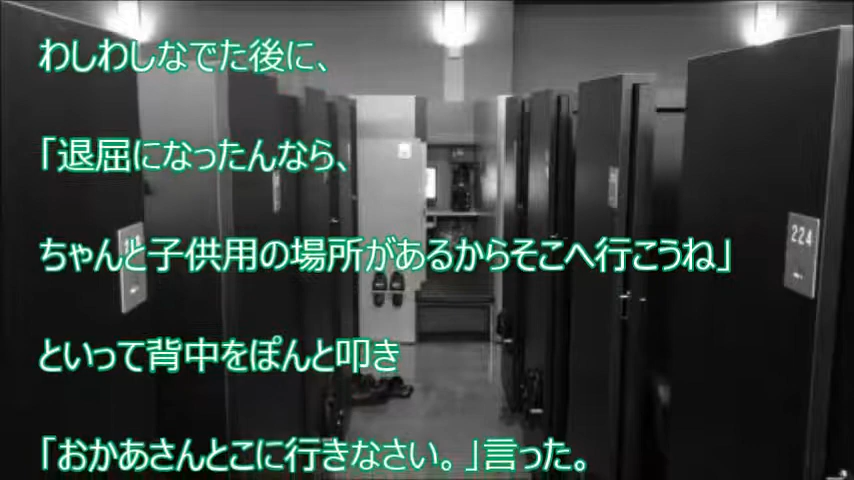 わしわしなでた後に、
「退屈になったんなら、
ちゃんと子供用の場所があるからそこへ行こうね」
といって背中をぽんと叩き
「おかあさんとこに行きなさい。」言った。
224